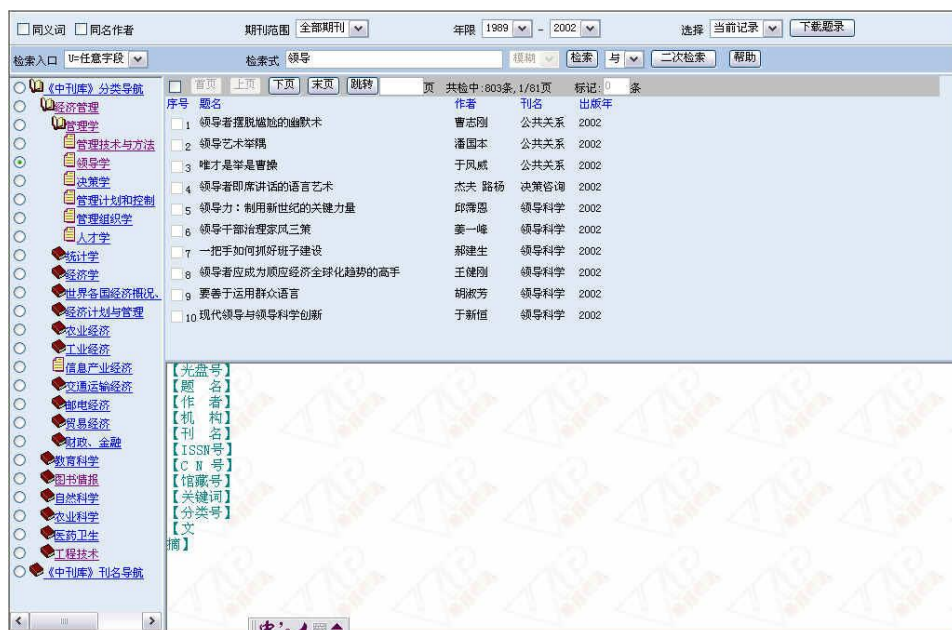 同义词 同名作者 期刊范围 全部期刊 年限 1989 - 2002 选择 当前记录 下载题录
检索入口 U=任意字段 检索式 领导 模糊 检索 与 二次检索 帮助
《中刊库》分类导航
经济管理
管理学
管理技术与方法
领导学
决策学
管理计划和控制
管理组织学
人才学
统计学
经济学
世界各国经济概况、
经济计划与管理
农业经济
工业经济
信息产业经济
交通运输经济
邮电经济
贸易经济
财政、金融
教育科学
图书情报
自然科学
农业科学
医药卫生
工程技术
《中刊库》刊名导航
首页 上页 下页 末页 跳转 页 共检中:803条,1/81页 标记:0 条
序号 题名 作者 刊名 出版年
1 领导者摆脱尴尬的幽默术 曹志刚 公共关系 2002
2 领导艺术举隅 潘国本 公共关系 2002
3 唯才是举是曹操 于风威 公共关系 2002
4 领导者即席讲话的语言艺术 杰夫 路杨 决策咨询 2002
5 领导力：制用新世纪的关键力量 邱霈恩 领导科学 2002
6 领导干部治理家风三策 姜一峰 领导科学 2002
7 一把手如何抓好班子建设 郝建生 领导科学 2002
8 领导者应成为顺应经济全球化趋势的高手 王健刚 领导科学 2002
9 要善于运用群众语言 胡淑芳 领导科学 2002
10 现代领导与领导科学创新 于新恒 领导科学 2002
【光盘号】
【题 名】
【作 者】
【机 构】
【刊 名】
【ISSN号】
【C N 号】
【馆藏号】
【关键词】
【分类号】
【文
摘】